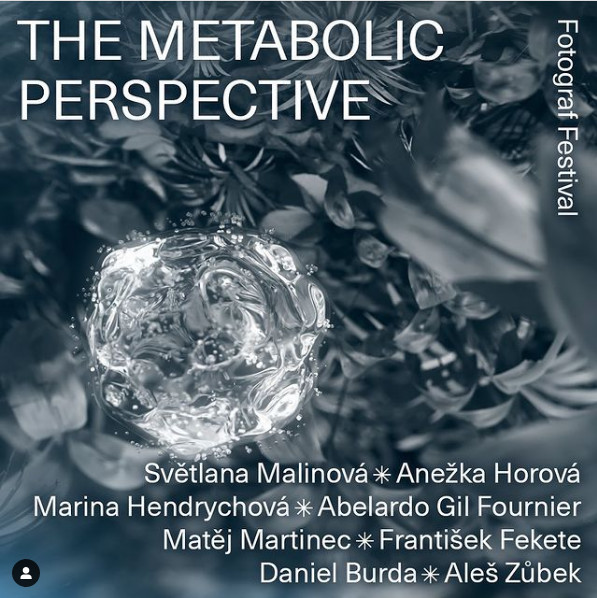 THE METABOLIC
PERSPECTIVE
Fotograf Festival
Světlana Malinová ✳ Anežka Horová
Marina Hendrychová ✳ Abelardo Gil Fournier
Matěj Martinec ✳ František Fekete
Daniel Burda ✳ Aleš Zůbek